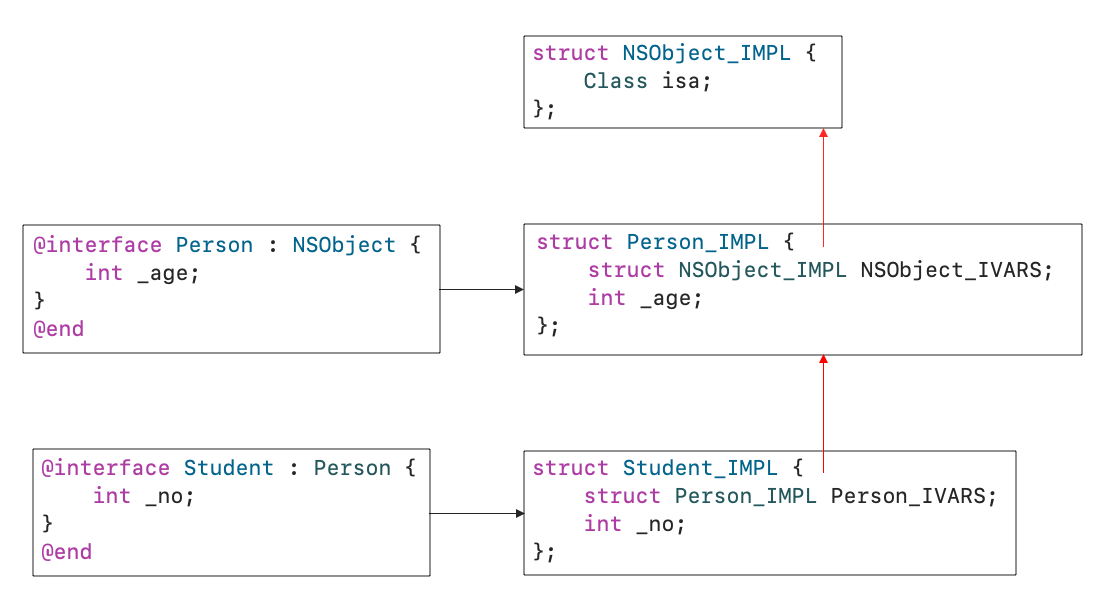 struct NSObject_IMPL {
    Class isa;
};
@interface Person : NSObject {
    int _age;
}
@end
struct Person_IMPL {
    struct NSObject_IMPL NSObject_IVARS;
    int _age;
};
@interface Student : Person {
    int _no;
}
@end
struct Student_IMPL {
    struct Person_IMPL Person_IVARS;
    int _no;
};